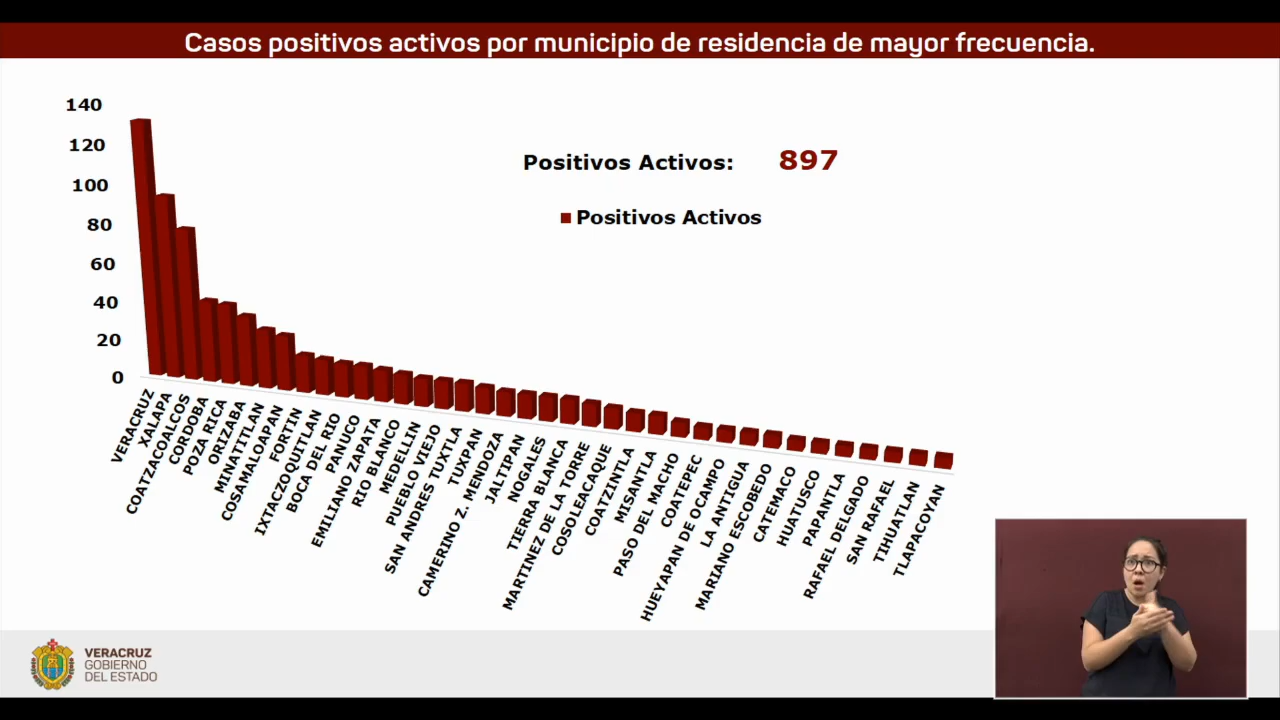 Casos positivos activos por municipio de residencia de mayor frecuencia.
140
120
100
80
60
40
20
0
Positivos Activos: 897
Positivos Activos
VERACRUZ
XALAPA
COATZACOALCOS
CORDOBA
POZA RICA
ORIZABA
MINATITLAN
COSAMALOAPAN
FORTIN
IXTACZOQUITLAN
BOCA DEL RIO
PANUCO
EMILIANO ZAPATA
RIO BLANCO
MEDELLIN
PUEBLO VIEJO
SAN ANDRES TUXTLA
TUXPAN
CAMERINO Z. MENDOZA
JALTIPAN
NOGALES
TIERRA BLANCA
MARTINEZ DE LA TORRE
COSOLEACAQUE
COATZINTLA
MISANTLA
PASO DEL MACHO
COATEPEC
HUEYAPAN DE OCAMPO
LA ANTIGUA
MARIANO ESCOBEDO
CATEMACO
HUATUSCO
PAPANTLA
RAFAEL DELGADO
SAN RAFAEL
TIHUATLAN
TLAPACOYAN
VERACRUZ
GOBIERNO
DEL ESTADO